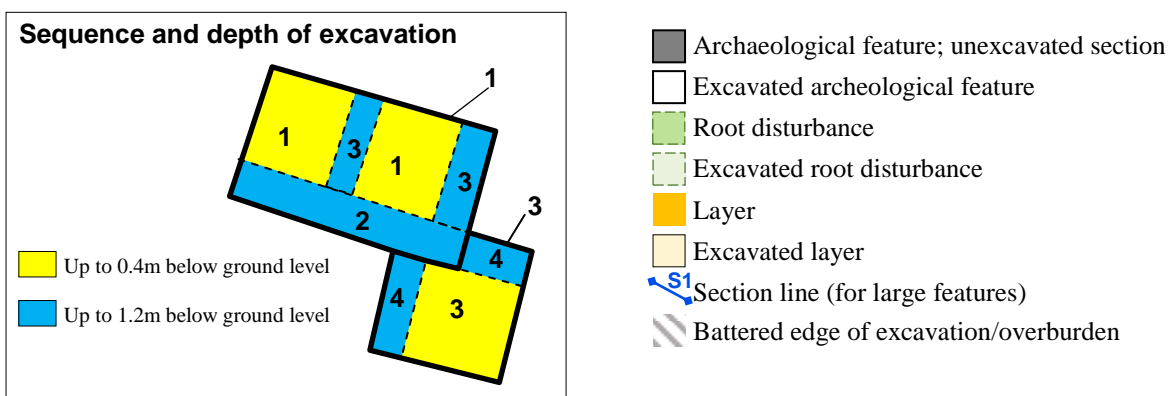 Sequence and depth of excavation
1
1
3
1
3
2
3
4
4
3
Up to 0.4m below ground level
Up to 1.2m below ground level
Archaeological feature; unexcavated section
Excavated archeological feature
Root disturbance
Excavated root disturbance
Layer
Excavated layer
S1
Section line (for large features)
Battered edge of excavation/overburden